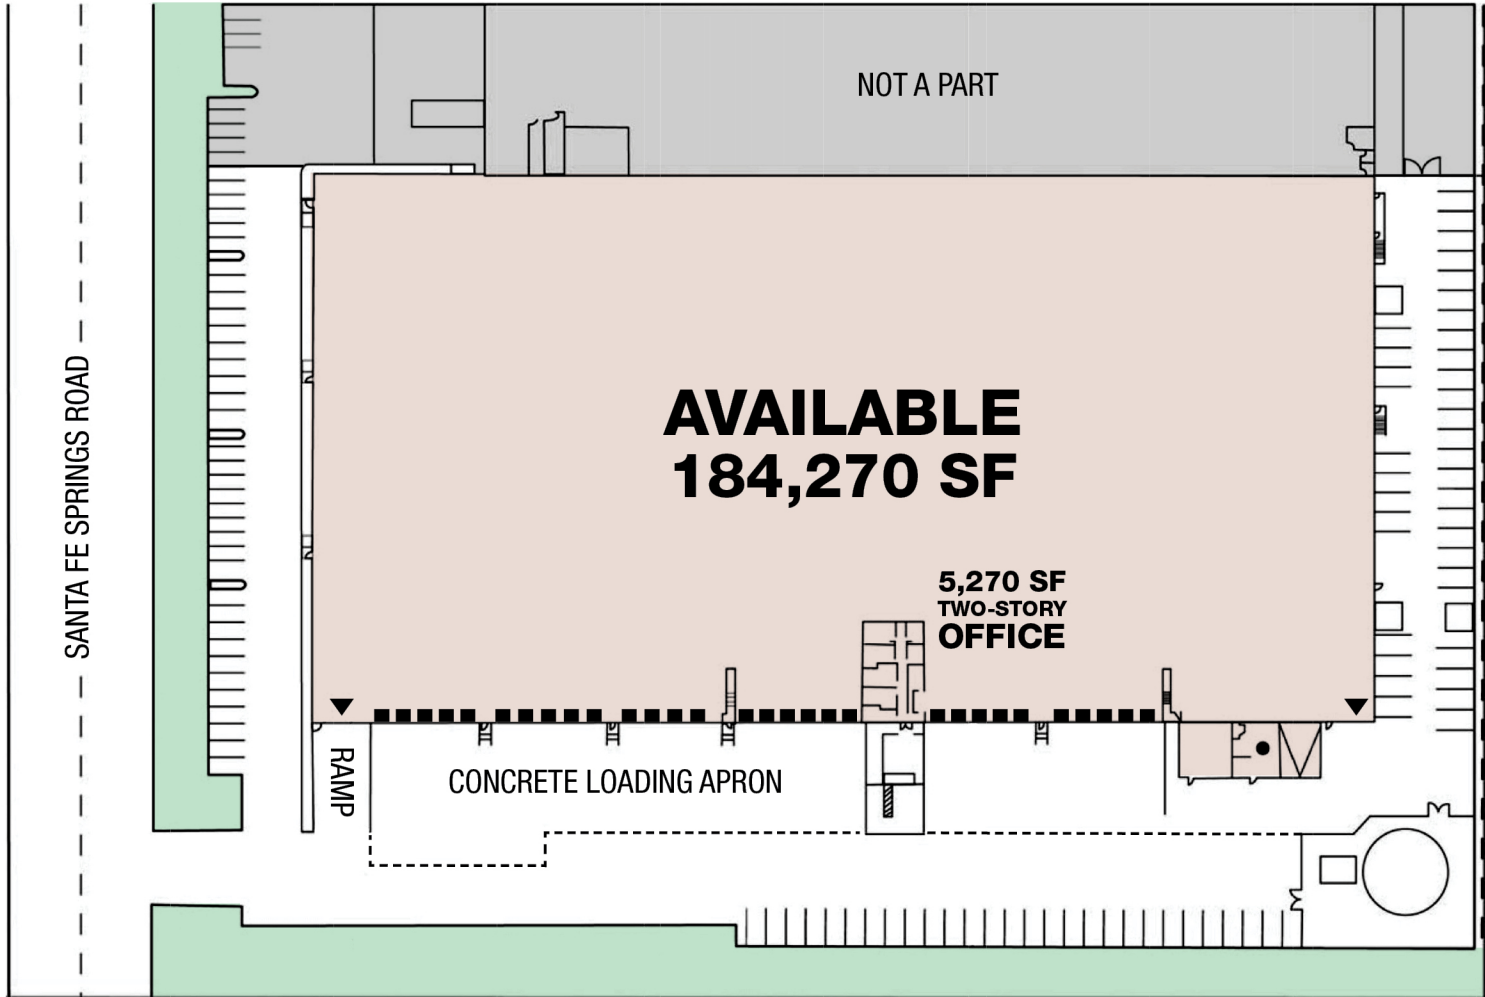 NOT A PART
SANTA FE SPRINGS ROAD
AVAILABLE
184,270 SF
5,270 SF
TWO-STORY
OFFICE
RAMP
CONCRETE LOADING APRON